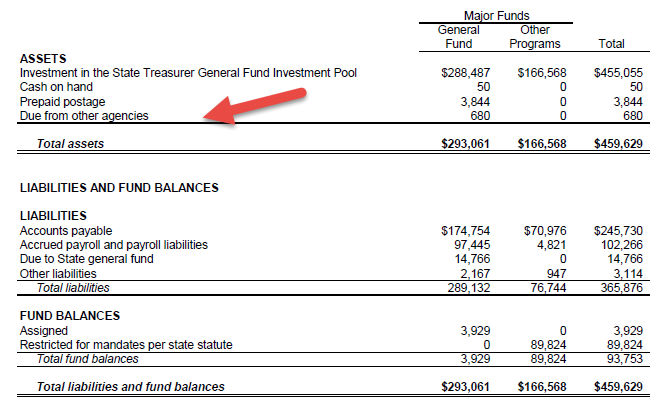 Major Funds
General Other
Fund Programs Total
ASSETS
Investment in the State Treasurer General Fund Investment Pool $288,487 $166,568 $455,055
Cash on hand 50 0 50
Prepaid postage 3,844 0 3,844
Due from other agencies 680 0 680
Total assets $293,061 $166,568 $459,629
LIABILITIES AND FUND BALANCES
LIABILITIES
Accounts payable $174,754 $70,976 $245,730
Accrued payroll and payroll liabilities 97,445 4,821 102,266
Due to State general fund 14,766 0 14,766
Other liabilities 2,167 947 3,114
Total liabilities 289,132 76,744 365,876
FUND BALANCES
Assigned 3,929 0 3,929
Restricted for mandates per state statute 0 89,824 89,824
Total fund balances 3,929 89,824 93,753
Total liabilities and fund balances $293,061 $166,568 $459,629